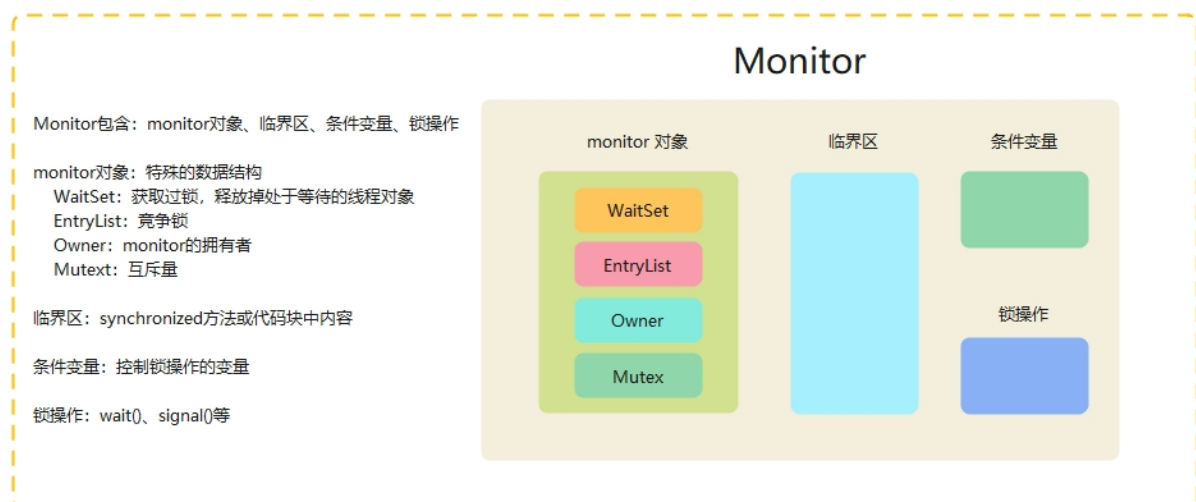 Monitor
Monitor包含：monitor对象、临界区、条件变量、锁操作
monitor对象：特殊的数据结构
WaitSet：获取过锁，释放掉处于等待的线程对象
EntryList：竟争锁
Owner：monitor的拥有者
Mutext：互斥量
临界区：synchronized方法或代码块中内容
条件变量：控制锁操作的变量
锁操作：wait()、signal()等
monitor 对象
WaitSet
EntryList
Owner
Mutex
临界区
条件变量
锁操作